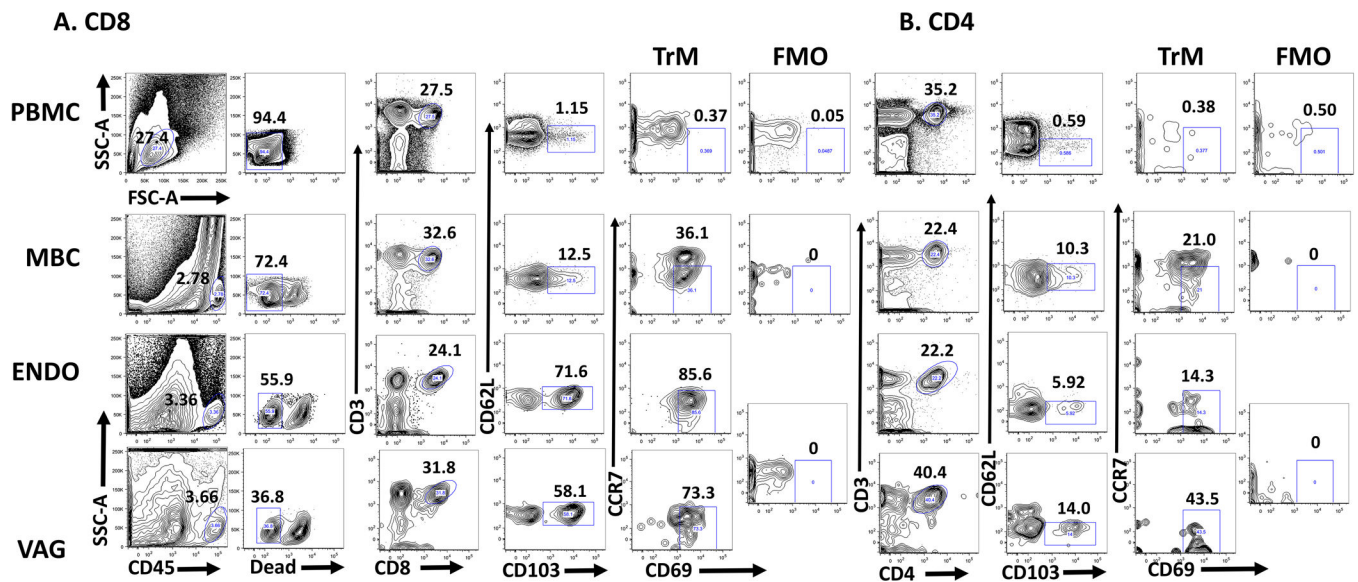 A. CD8
B. CD4
TrM FMO TrM FMO
PBMC
27.4 94.4 27.5 1.15 0.37 0.05 35.2 0.59 0.38 0.50
SSC-A
FSC-A
MBC
2.78 72.4 32.6 12.5 36.1 0 22.4 10.3 21.0 0
ENDO
3.36 55.9 24.1 71.6 85.6 22.2 5.92 14.3
0 0
VAG
3.66 36.8 31.8 58.1 73.3 40.4 14.0 43.5
SSC-A
CD3
CD62L
CCR7
CD3
CD62L
CCR7
CD45 Dead CD8 CD103 CD69 CD4 CD103 CD69